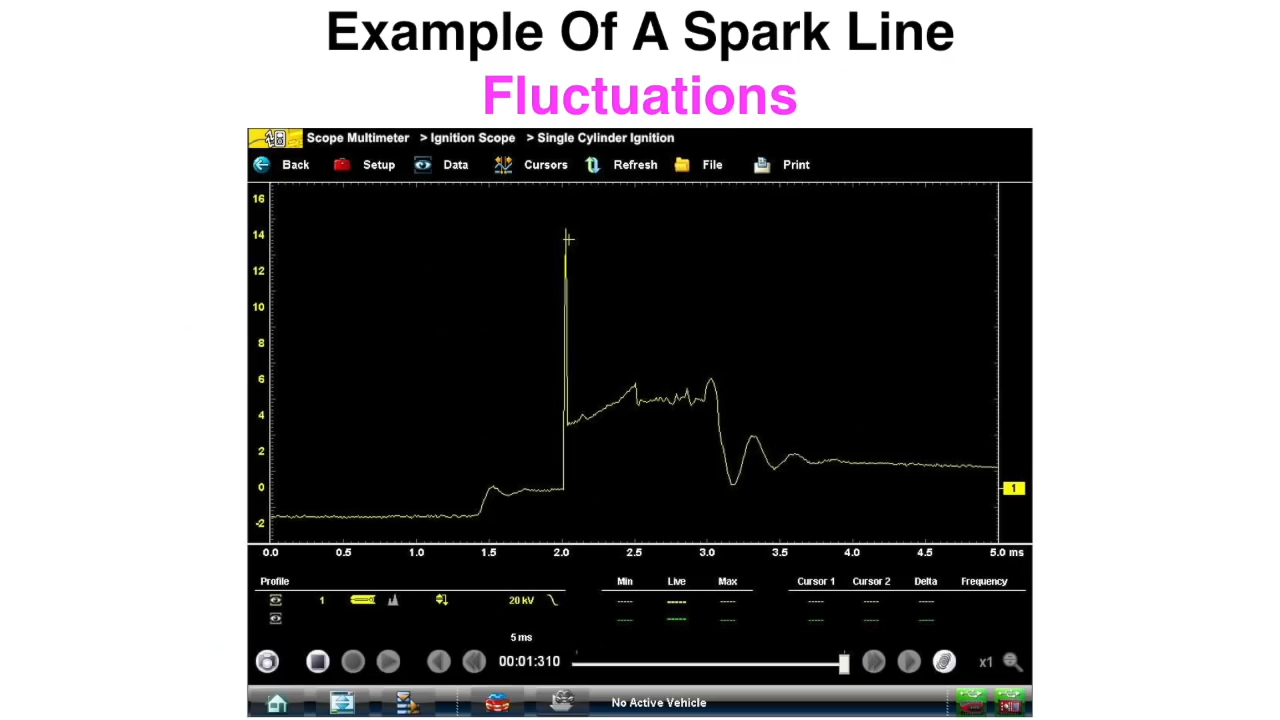 Example Of A Spark Line
Fluctuations
Scope Multimeter > Ignition Scope > Single Cylinder Ignition
Back Setup Data Cursors Refresh File Print
16
14
12
10
8
6
4
2
0
-2
1
0.0 0.5 1.0 1.5 2.0 2.5 3.0 3.5 4.0 4.5 5.0 ms
Profile Min Live Max Cursor 1 Cursor 2 Delta Frequency
1 20 kV ---- ---- ---- ---- ---- ----
---- ---- ---- ---- ---- ----
5 ms
00:01:310 x1
No Active Vehicle